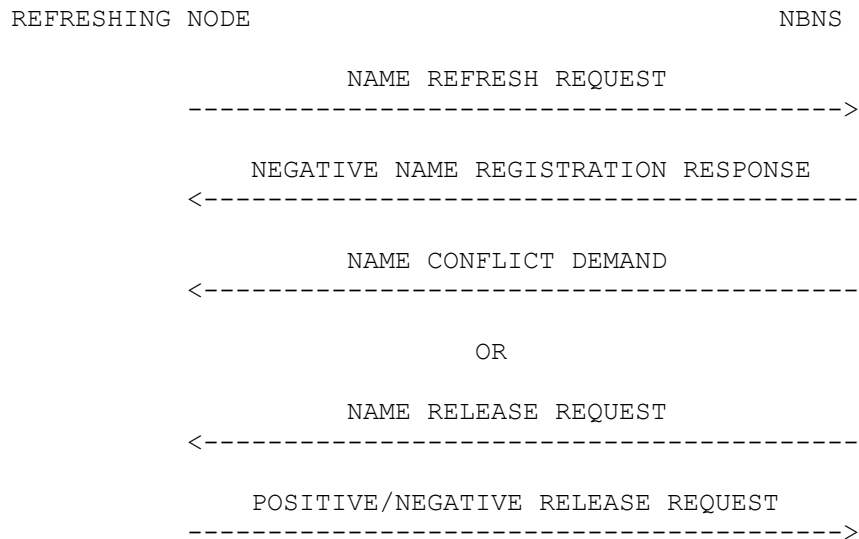 REFRESHING NODE NBNS
NAME REFRESH REQUEST
----------------------------------------->
NEGATIVE NAME REGISTRATION RESPONSE
<-----------------------------------------
NAME CONFLICT DEMAND
<-----------------------------------------
OR
NAME RELEASE REQUEST
<-----------------------------------------
POSITIVE/NEGATIVE RELEASE REQUEST
----------------------------------------->